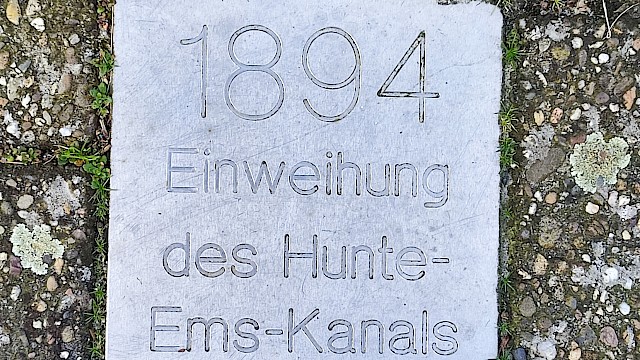 1894
Einweihung
des Hunte-
Ems-Kanals